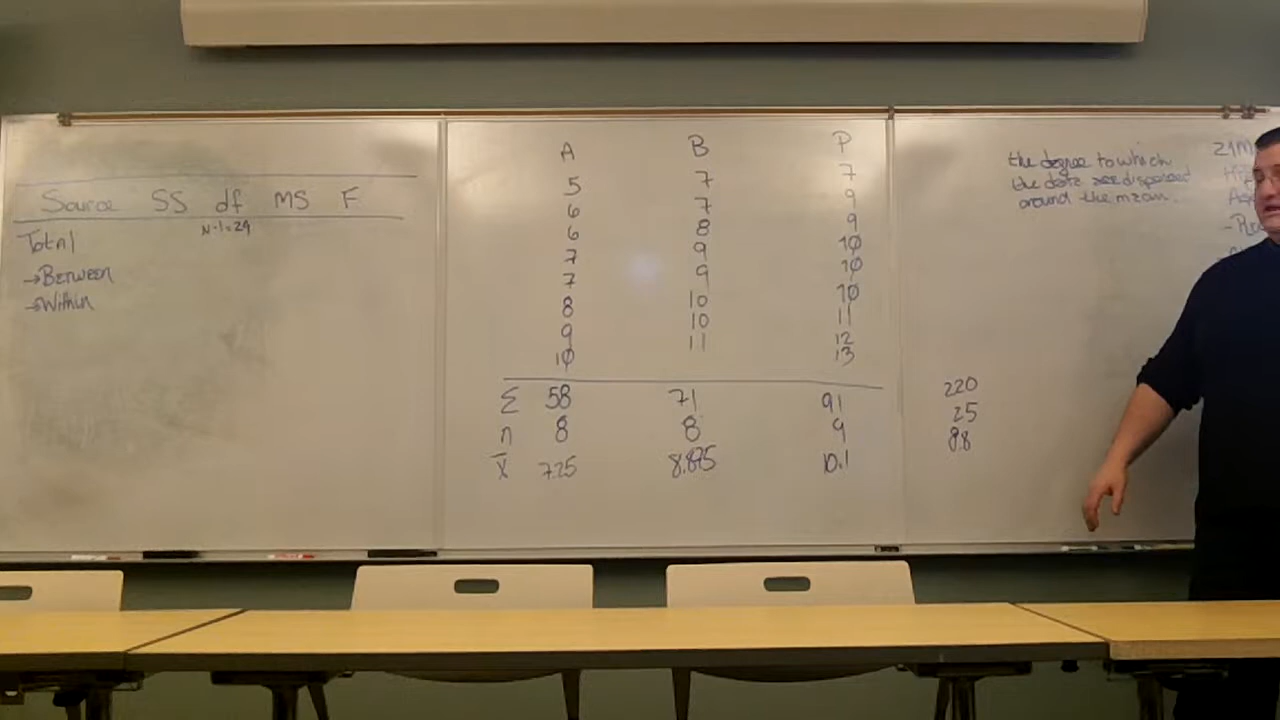 Source SS df MS F
N-1=24
Total
→Between
→Within
A B P
5 7 7
6 7 9
6 8 9
7 9 10
7 9 10
8 10 10
9 10 11
10 11 12
13
Σ 58 71 91 220
n 8 8 9 25
X̄ 7.25 8.875 10.1 8.8
the degree to which
the data are dispersed
around the mean.